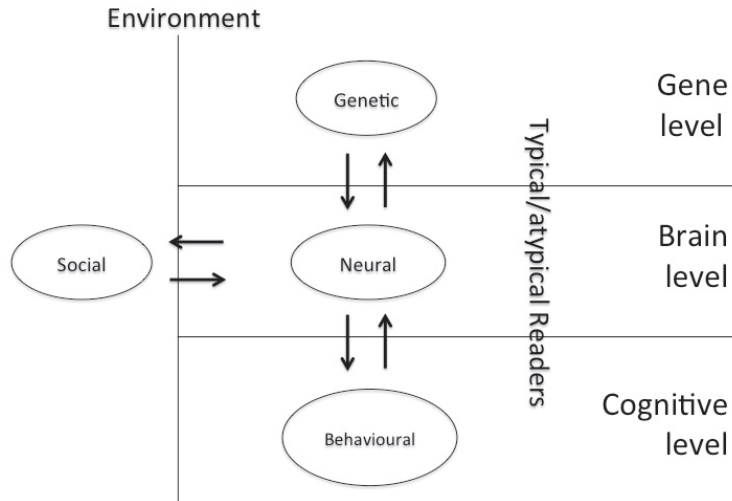 Environment
Genetic
Gene
level
Typical/atypical Readers
Social
Neural
Brain
level
Behavioural
Cognitive
level